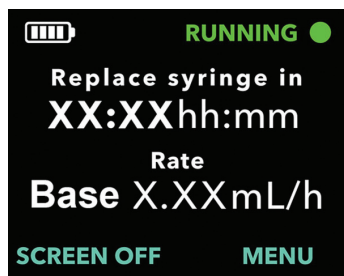 RUNNING
Replace syringe in
XX:XXhh:mm
Rate
Base X.XXmL/h
SCREEN OFF MENU